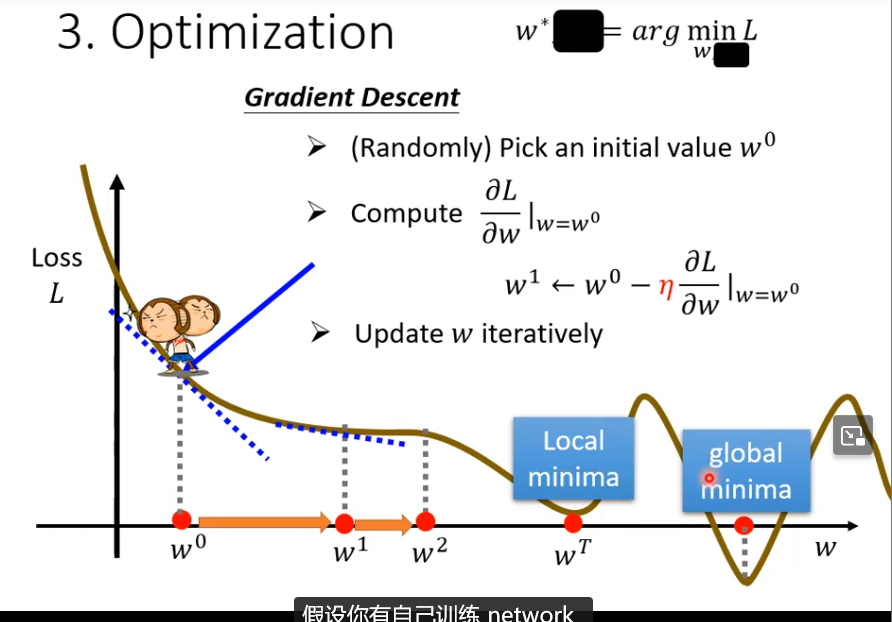 3. Optimization
w* = arg min L
w
Gradient Descent
➢ (Randomly) Pick an initial value w⁰
➢ Compute ∂L/∂w |w=w⁰
w¹ ← w⁰ − η ∂L/∂w |w=w⁰
➢ Update w iteratively
Loss
L
Local
minima
global
minima
w⁰
w¹
w²
wᵀ
w
假设你有自己训练 network